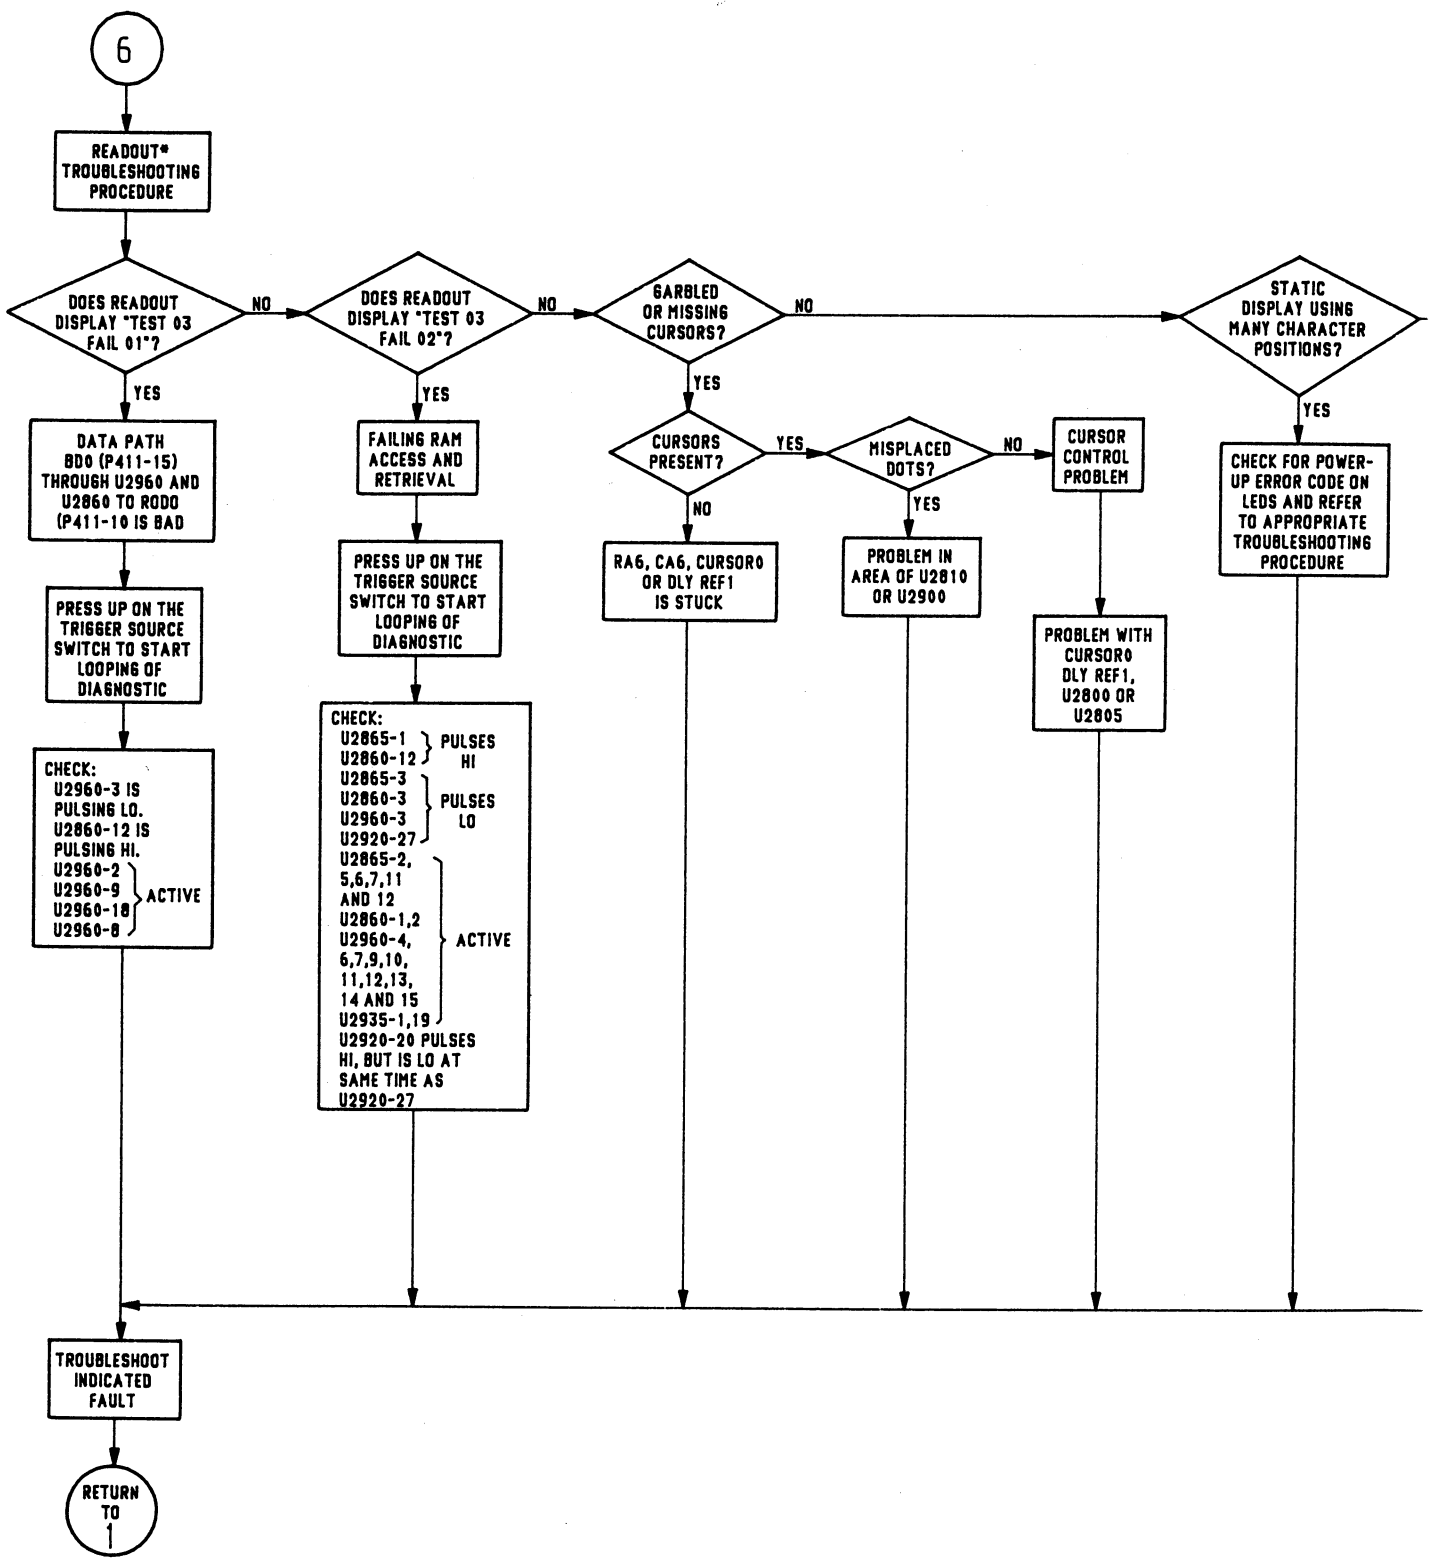 6
READOUT*
TROUBLESHOOTING
PROCEDURE
DOES READOUT
DISPLAY "TEST 03
FAIL 01"?
NO
YES
DATA PATH
BD0 (P411-15)
THROUGH U2960 AND
U2860 TO RODO
(P411-10 IS BAD
PRESS UP ON THE
TRIGGER SOURCE
SWITCH TO START
LOOPING OF
DIAGNOSTIC
CHECK:
U2960-3 IS
PULSING LO.
U2860-12 IS
PULSING HI.
U2960-2
U2960-9
U2960-18
U2960-8
ACTIVE
DOES READOUT
DISPLAY "TEST 03
FAIL 02"?
NO
YES
FAILING RAM
ACCESS AND
RETRIEVAL
PRESS UP ON THE
TRIGGER SOURCE
SWITCH TO START
LOOPING OF
DIAGNOSTIC
CHECK:
U2865-1
U2860-12
PULSES
HI
U2865-3
U2860-3
U2960-3
U2920-27
PULSES
LO
U2865-2,
5,6,7,11
AND 12
U2860-1,2
U2960-4,
6,7,9,10,
11,12,13,
14 AND 15
U2935-1,19
ACTIVE
U2920-20 PULSES
HI, BUT IS LO AT
SAME TIME AS
U2920-27
GARBLED
OR MISSING
CURSORS?
NO
YES
CURSORS
PRESENT?
YES
NO
RA6, CA6, CURSOR0
OR DLY REF1
IS STUCK
MISPLACED
DOTS?
NO
YES
PROBLEM IN
AREA OF U2810
OR U2900
CURSOR
CONTROL
PROBLEM
PROBLEM WITH
CURSOR0
DLY REF1,
U2800 OR
U2805
STATIC
DISPLAY USING
MANY CHARACTER
POSITIONS?
YES
CHECK FOR POWER-
UP ERROR CODE ON
LEDS AND REFER
TO APPROPRIATE
TROUBLESHOOTING
PROCEDURE
TROUBLESHOOT
INDICATED
FAULT
RETURN
TO
1